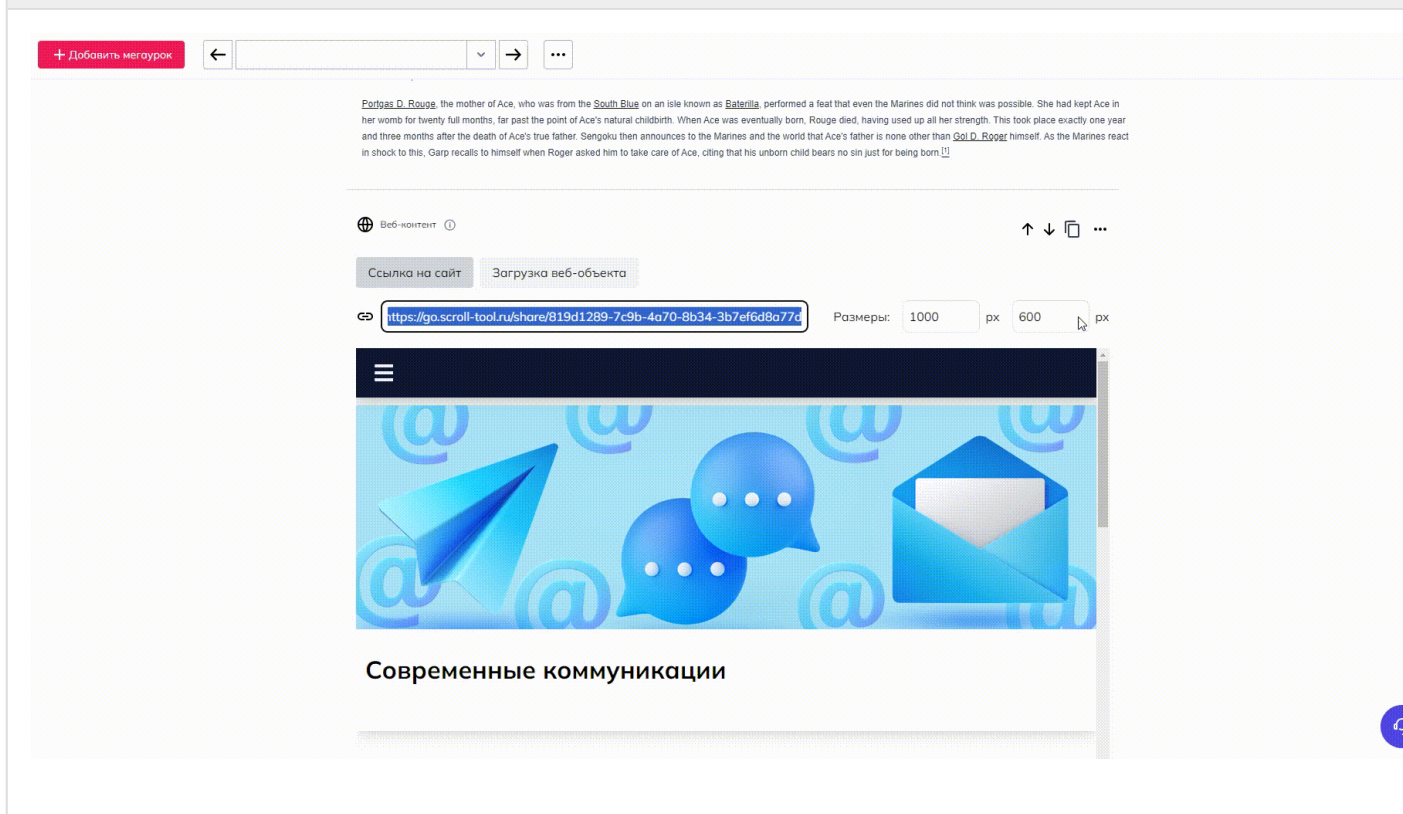 + Добавить мегаурок
Portgas D. Rouge, the mother of Ace, who was from the South Blue on an isle known as Baterilla, performed a feat that even the Marines did not think was possible. She had kept Ace in
her womb for twenty full months, far past the point of Ace's natural childbirth. When Ace was eventually born, Rouge died, having used up all her strength. This took place exactly one year
and three months after the death of Ace's true father. Sengoku then announces to the Marines and the world that Ace's father is none other than Gol D. Roger himself. As the Marines react
in shock to this, Garp recalls to himself when Roger asked him to take care of Ace, citing that his unborn child bears no sin just for being born.[1]
Веб-контент
Ссылка на сайт Загрузка веб-объекта
https://go.scroll-tool.ru/share/819d1289-7c9b-4a70-8b34-3b7ef6d8a77d Размеры: 1000 px 600 px
Современные коммуникации